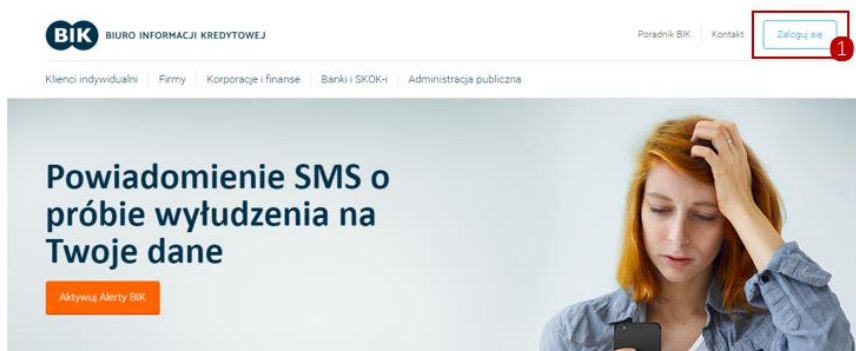 BIK BIURO INFORMACJI KREDYTOWEJ
Poradnik BIK Kontakt Zaloguj się
1
Klienci indywidualni Firmy Korporacje i finanse Banki i SKOK-i Administracja publiczna
Powiadomienie SMS o
próbie wyłudzenia na
Twoje dane
Aktywuj Alerty BIK